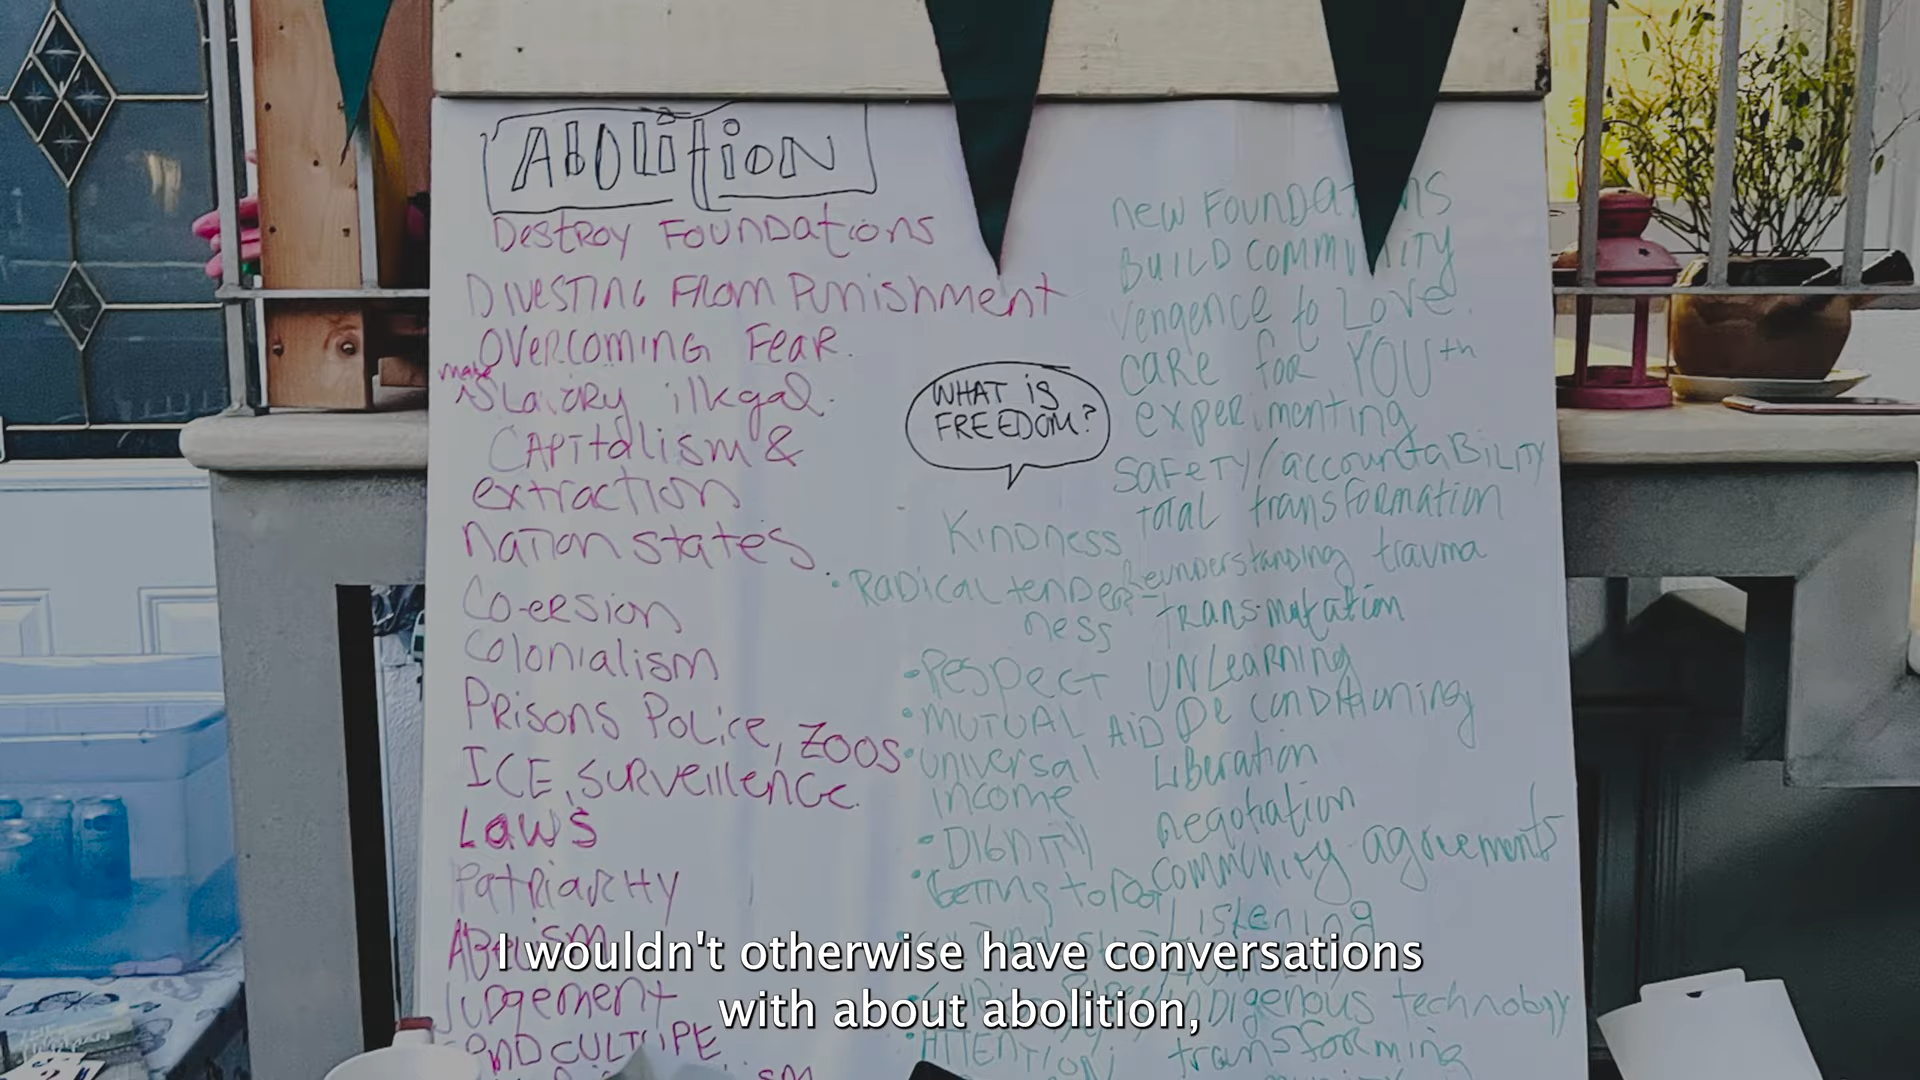 ABOLITION
DESTROY FOUNDATIONS
DIVESTING FROM PUNISHMENT
OVERCOMING FEAR.
make
illegal.
CAPITALISM &
extraction
Nation states
Co-ersion
Colonialism
PRISONS POLICE, ZOOS
ICE, SURVEILLENCE.
LAWS
PATRIARCHY
ABLEISM
JUDGEMENT
WHAT is
FREEDOM?
new FOUNDATIONS
BUILD COMMUNITY
vengence to LOVE.
CARE for YOUth
experimenting
SAFETY/accountaBILITY
TOTAL transformation
KINDNESS
understanding trauma
• RADICAL tender
ness
Transmutation
• Respect
UNLearning
• MUTUAL AID
De conditioning
• Universal
income
Liberation
negotiation
• DIGNITY
community agreements
Listening
INDIGENOUS technology
• ATTENTION
transforming
I wouldn't otherwise have conversations
with about abolition,